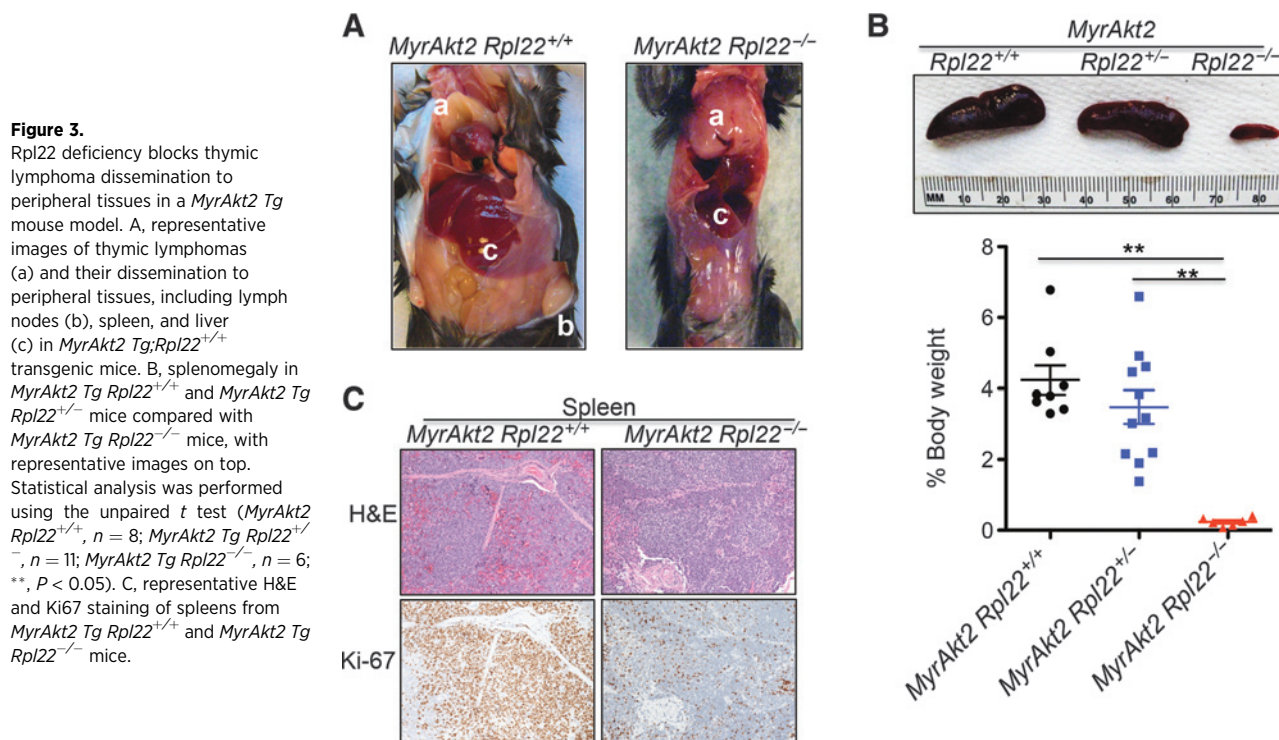 Figure 3.
Rpl22 deficiency blocks thymic
lymphoma dissemination to
peripheral tissues in a MyrAkt2 Tg
mouse model. A, representative
images of thymic lymphomas
(a) and their dissemination to
peripheral tissues, including lymph
nodes (b), spleen, and liver
(c) in MyrAkt2 Tg;Rpl22+/+
transgenic mice. B, splenomegaly in
MyrAkt2 Tg Rpl22+/+ and MyrAkt2 Tg
Rpl22+/− mice compared with
MyrAkt2 Tg Rpl22−/− mice, with
representative images on top.
Statistical analysis was performed
using the unpaired t test (MyrAkt2
Rpl22+/+, n = 8; MyrAkt2 Tg Rpl22+/
−, n = 11; MyrAkt2 Tg Rpl22−/−, n = 6;
**, P < 0.05). C, representative H&E
and Ki67 staining of spleens from
MyrAkt2 Tg Rpl22+/+ and MyrAkt2 Tg
Rpl22−/− mice.
A
MyrAkt2 Rpl22+/+ MyrAkt2 Rpl22−/−
a
c
b
a
c
B
MyrAkt2
Rpl22+/+ Rpl22+/− Rpl22−/−
MM 10 20 30 40 50 60 70 80
C
Spleen
MyrAkt2 Rpl22+/+ MyrAkt2 Rpl22−/−
H&E
Ki-67
% Body weight
8
6
4
2
0
**
**
MyrAkt2 Rpl22+/+
MyrAkt2 Rpl22+/−
MyrAkt2 Rpl22−/−